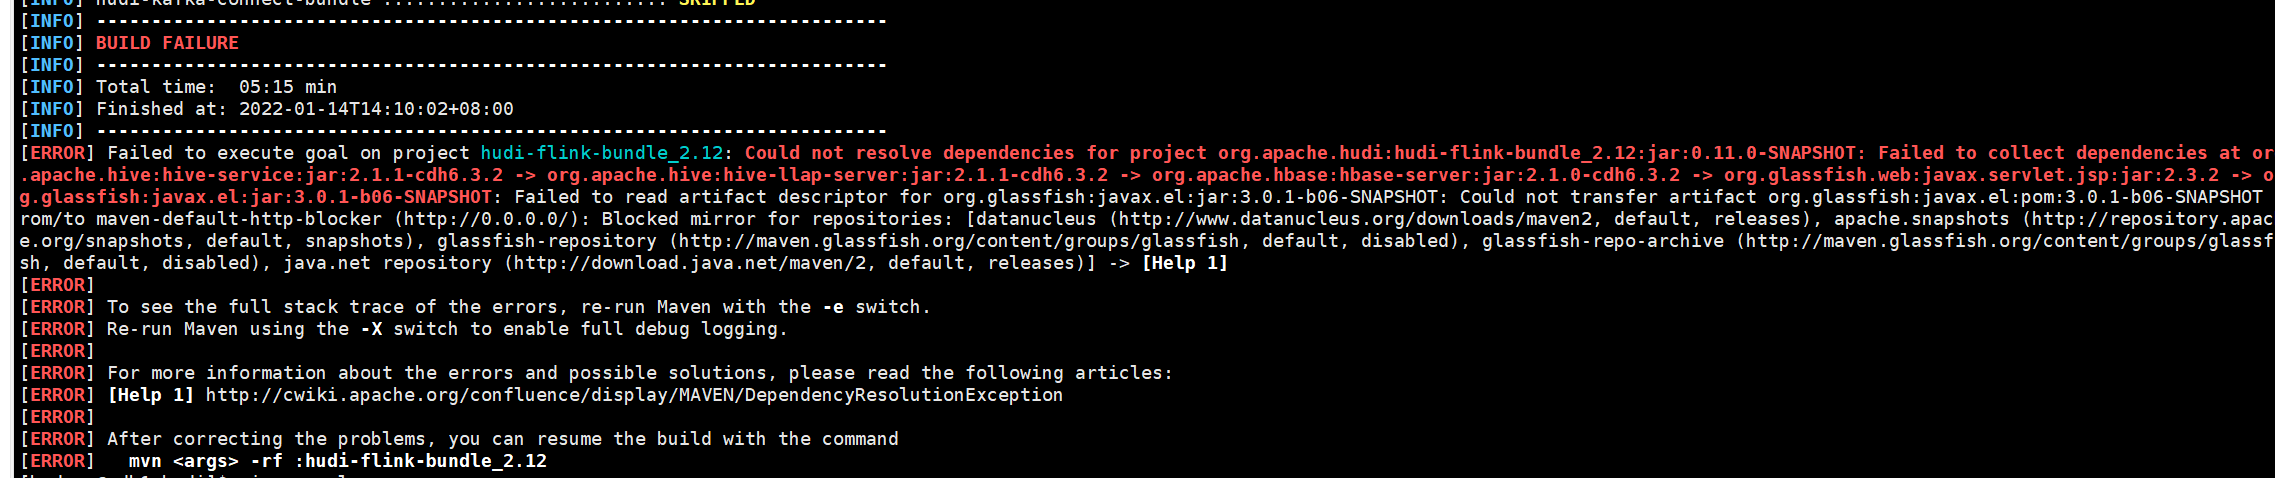 [INFO] hudi-kafka-connect-bundle .......................... SKIPPED
[INFO] ------------------------------------------------------------------------
[INFO] BUILD FAILURE
[INFO] ------------------------------------------------------------------------
[INFO] Total time:  05:15 min
[INFO] Finished at: 2022-01-14T14:10:02+08:00
[INFO] ------------------------------------------------------------------------
[ERROR] Failed to execute goal on project hudi-flink-bundle_2.12: Could not resolve dependencies for project org.apache.hudi:hudi-flink-bundle_2.12:jar:0.11.0-SNAPSHOT: Failed to collect dependencies at or
.apache.hive:hive-service:jar:2.1.1-cdh6.3.2 -> org.apache.hive:hive-llap-server:jar:2.1.1-cdh6.3.2 -> org.apache.hbase:hbase-server:jar:2.1.0-cdh6.3.2 -> org.glassfish.web:javax.servlet.jsp:jar:2.3.2 -> o
g.glassfish:javax.el:jar:3.0.1-b06-SNAPSHOT: Failed to read artifact descriptor for org.glassfish:javax.el:jar:3.0.1-b06-SNAPSHOT: Could not transfer artifact org.glassfish:javax.el:pom:3.0.1-b06-SNAPSHOT
rom/to maven-default-http-blocker (http://0.0.0.0/): Blocked mirror for repositories: [datanucleus (http://www.datanucleus.org/downloads/maven2, default, releases), apache.snapshots (http://repository.apac
e.org/snapshots, default, snapshots), glassfish-repository (http://maven.glassfish.org/content/groups/glassfish, default, disabled), glassfish-repo-archive (http://maven.glassfish.org/content/groups/glassf
sh, default, disabled), java.net repository (http://download.java.net/maven/2, default, releases)] -> [Help 1]
[ERROR]
[ERROR] To see the full stack trace of the errors, re-run Maven with the -e switch.
[ERROR] Re-run Maven using the -X switch to enable full debug logging.
[ERROR]
[ERROR] For more information about the errors and possible solutions, please read the following articles:
[ERROR] [Help 1] http://cwiki.apache.org/confluence/display/MAVEN/DependencyResolutionException
[ERROR]
[ERROR] After correcting the problems, you can resume the build with the command
[ERROR]   mvn <args> -rf :hudi-flink-bundle_2.12